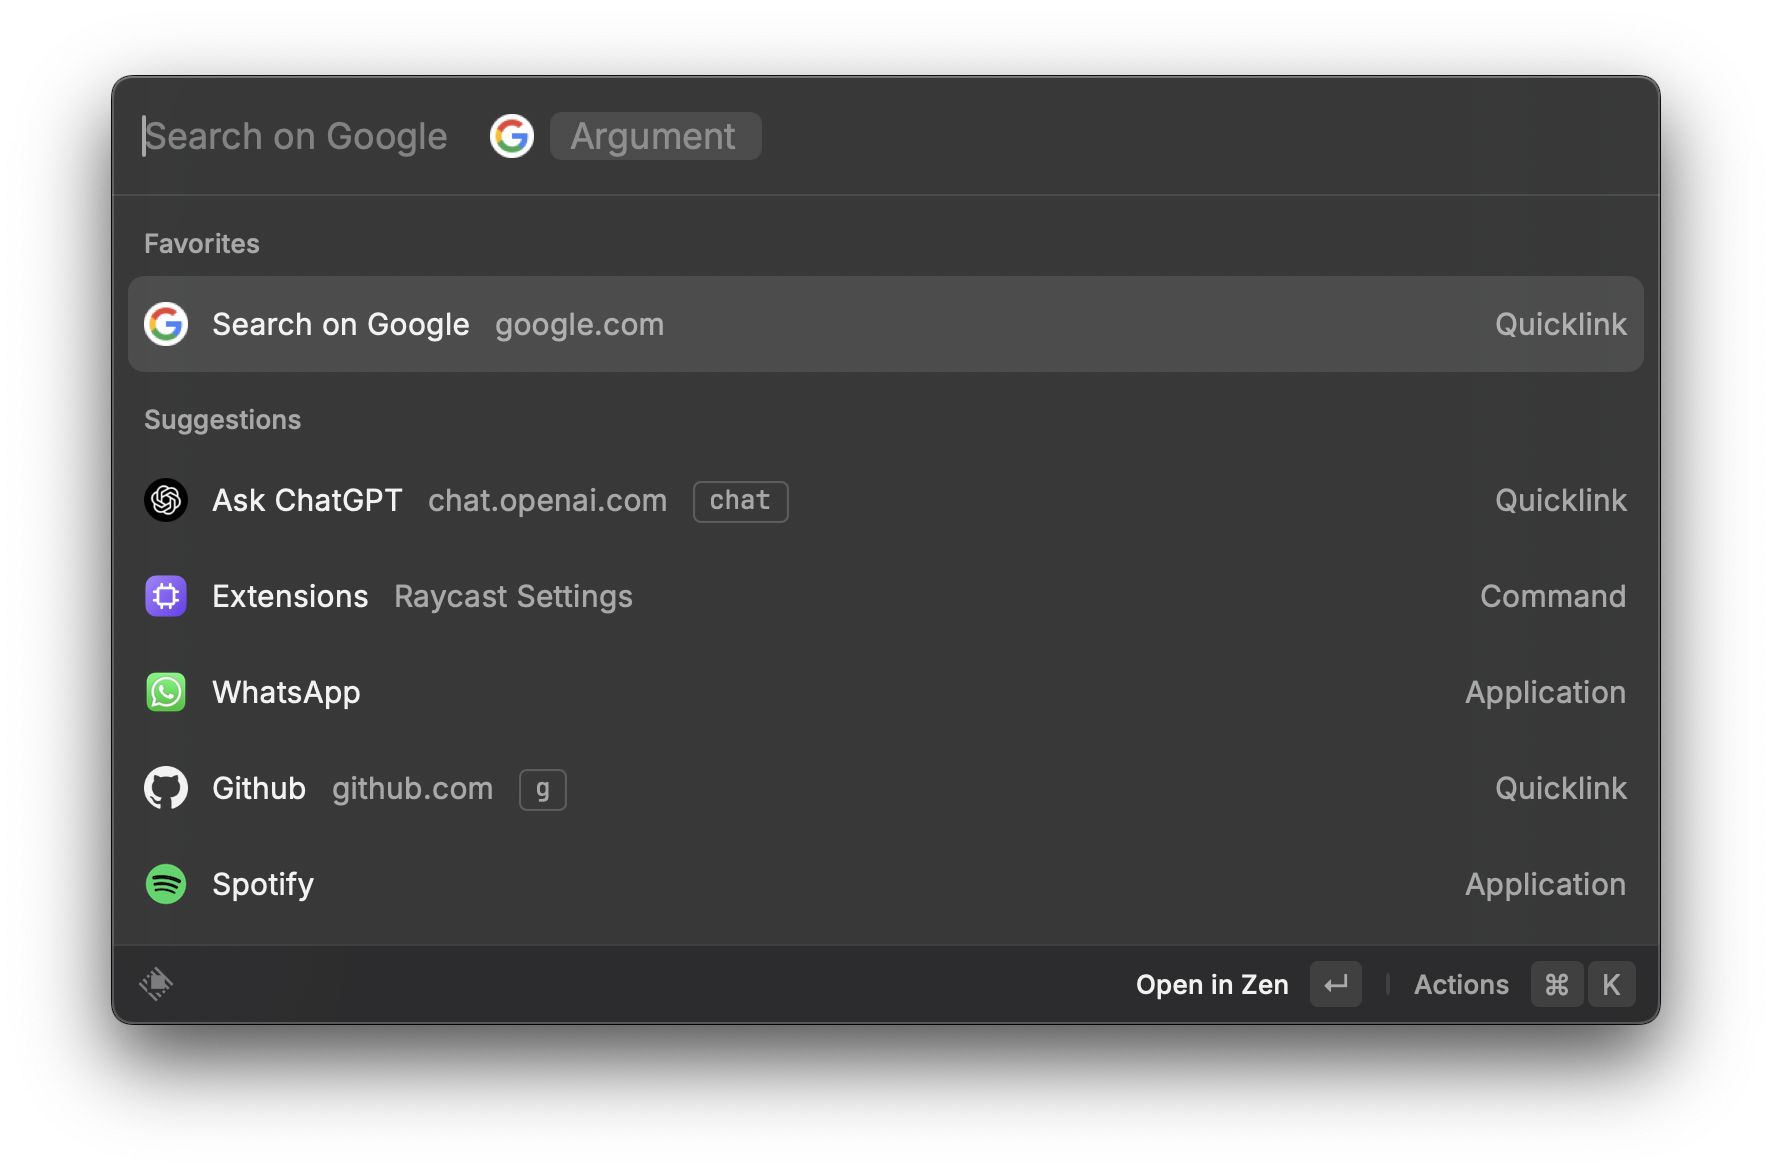 Search on Google Argument
Favorites
Search on Google google.com Quicklink
Suggestions
Ask ChatGPT chat.openai.com chat Quicklink
Extensions Raycast Settings Command
WhatsApp Application
Github github.com g Quicklink
Spotify Application
Open in Zen ↵ Actions ⌘ K